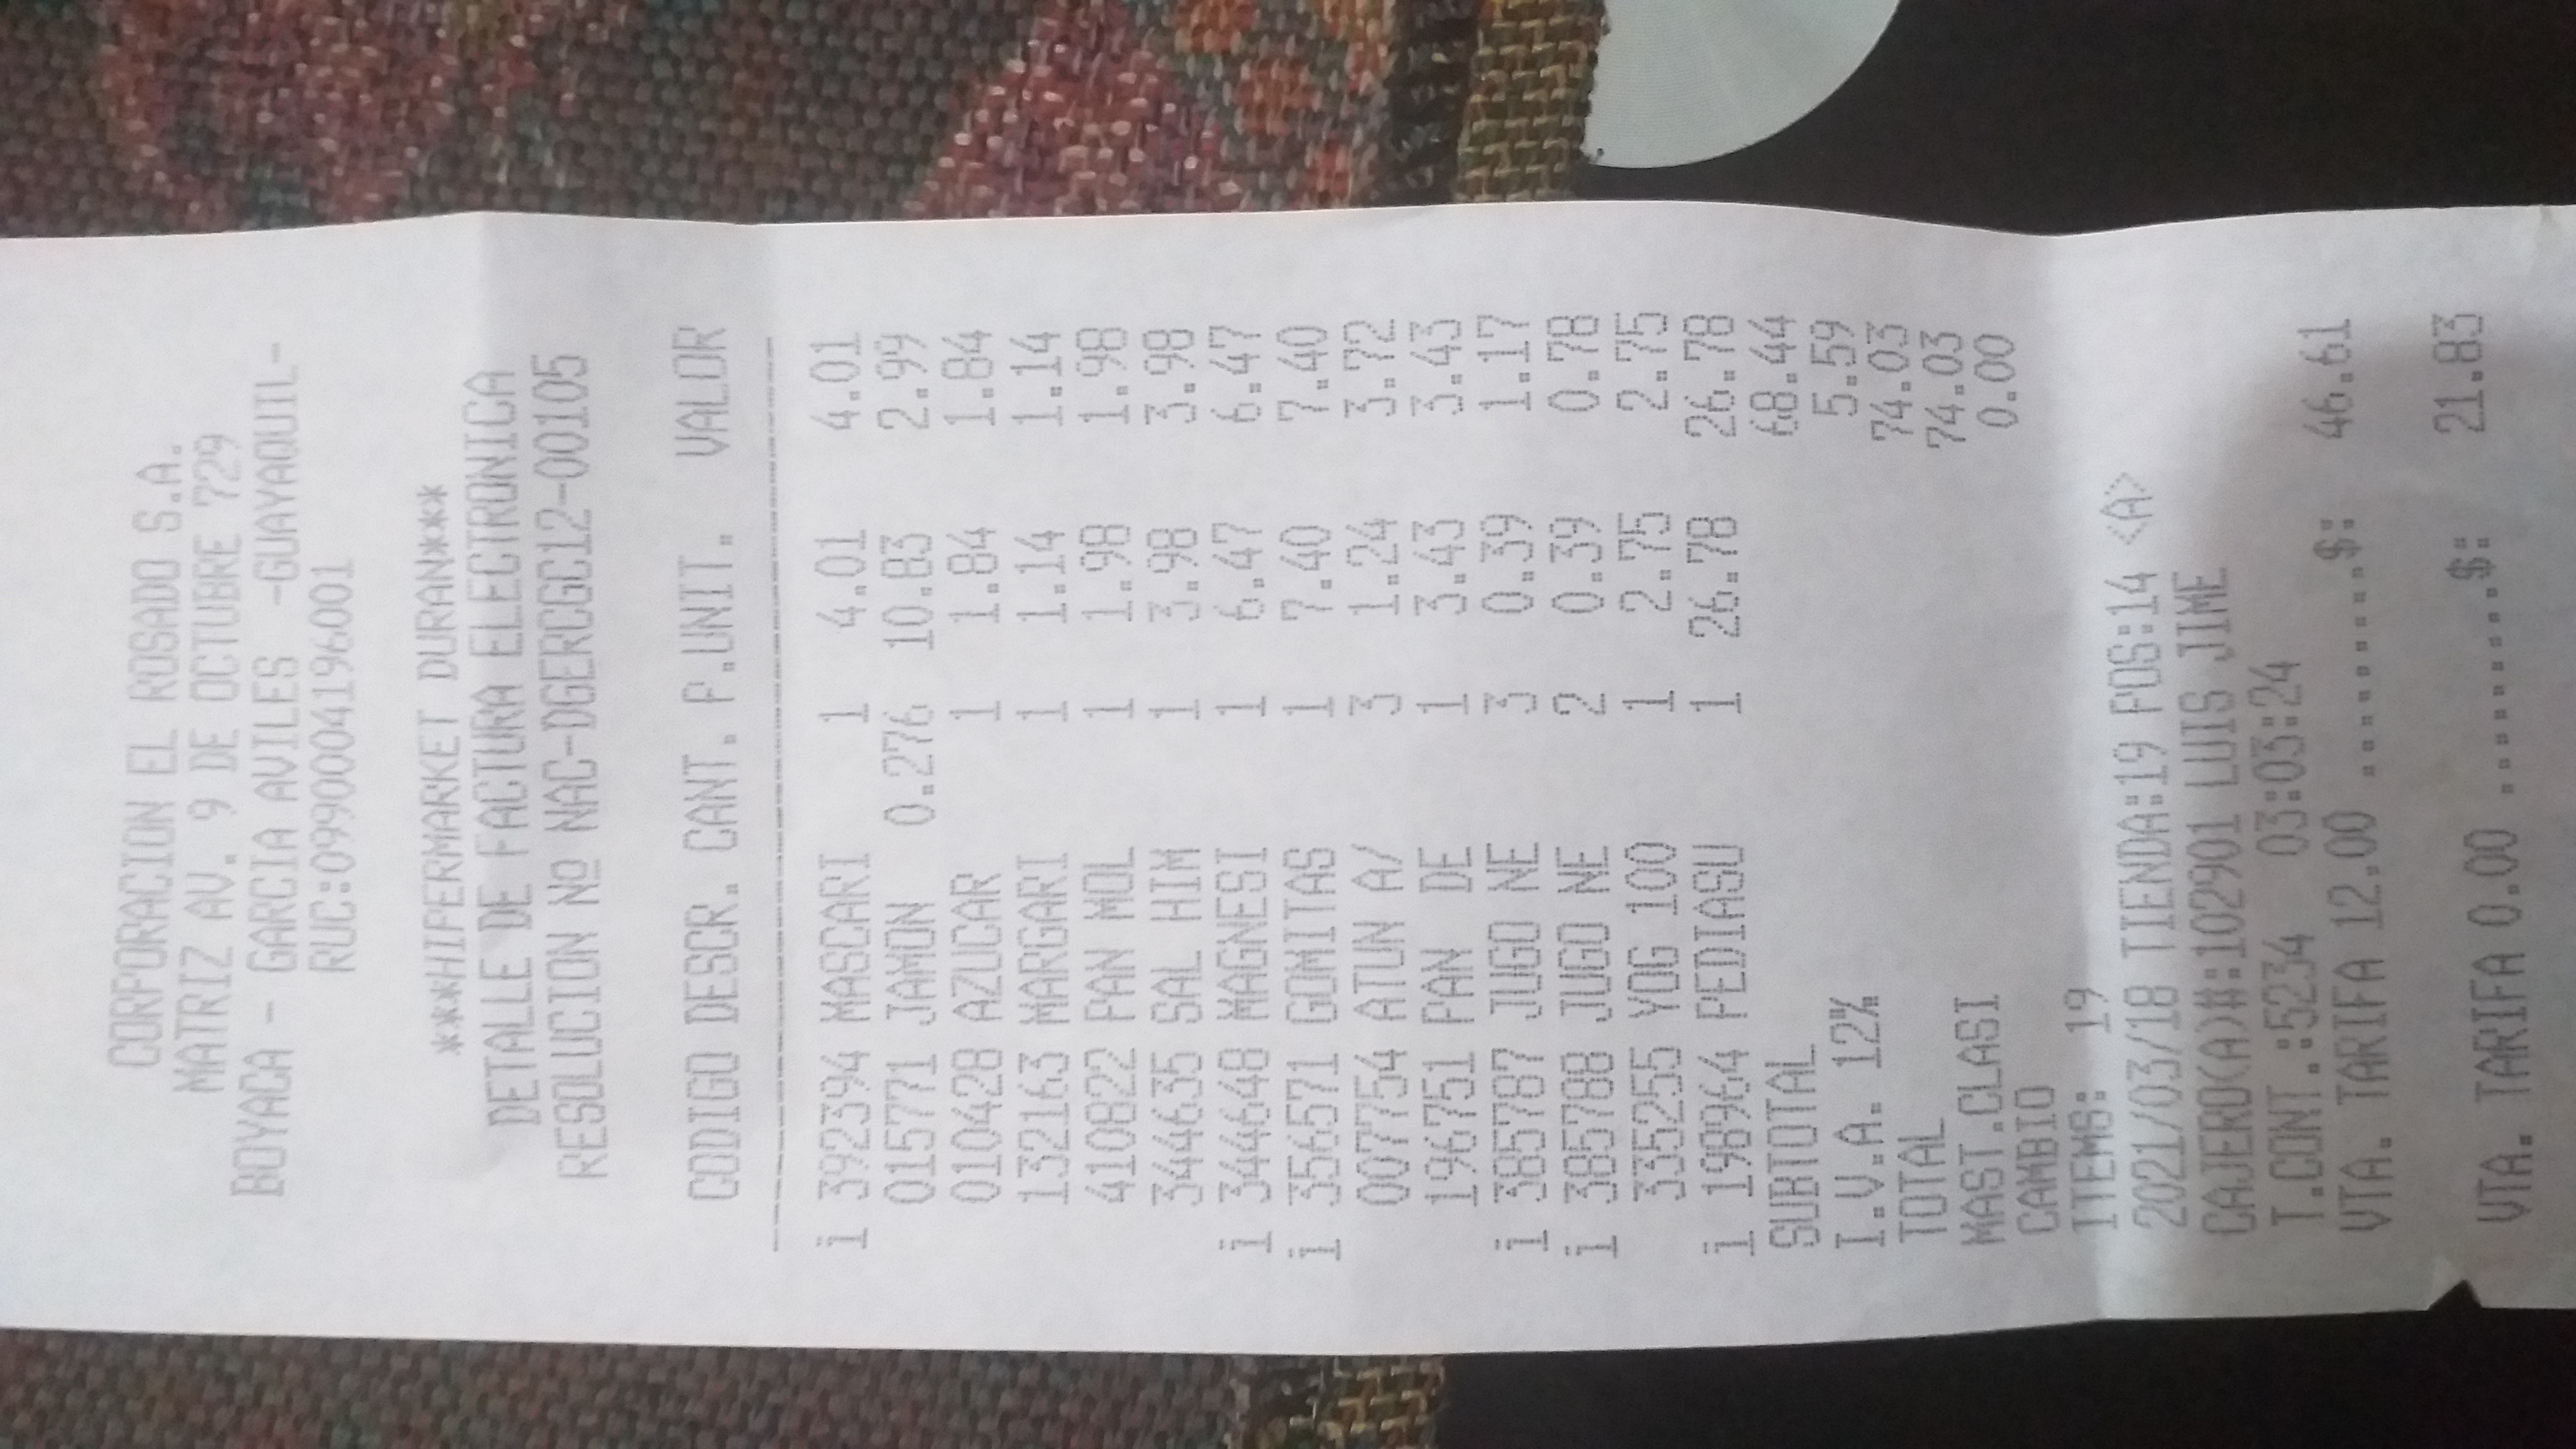 CORPORACION EL ROSADO S.A.
MATRIZ AV. 9 DE OCTUBRE 729
BOYACA - GARCIA AVILES -GUAYAQUIL-
RUC:0990004196001
***HIPERMARKET DURAN***
DETALLE DE FACTURA ELECTRONICA
RESOLUCION Nº NAC-DGERCGC12-00105
CODIGO DESCR. CANT. P.UNIT. VALOR
i 392394 MASCARI 1 4.01 4.01
015771 JAMON 0.276 10.83 2.99
010428 AZUCAR 1 1.84 1.84
132163 MARGARI 1 1.14 1.14
410822 PAN MOL 1 1.98 1.98
344635 SAL HIM 1 3.98 3.98
i 344648 MAGNESI 1 6.47 6.47
i 356571 GOMITAS 1 7.40 7.40
007754 ATUN A/ 3 1.24 3.72
196751 PAN DE 1 3.43 3.43
i 385787 JUGO NE 3 0.39 1.17
i 385788 JUGO NE 2 0.39 0.78
335255 YOG 100 1 2.75 2.75
i 198964 PEDIASU 1 26.78 26.78
SUBTOTAL 68.44
I.V.A. 12% 5.59
TOTAL 74.03
MAST.CLASI 74.03
CAMBIO 0.00
ITEMS: 19
2021/03/18 TIENDA:19 POS:14 <A>
CAJERO(A)#:102901 LUIS JIME
T.CONT.:5234 03:03:24
VTA. TARIFA 12.00 .........$: 46.61
VTA. TARIFA 0.00 .........$: 21.83